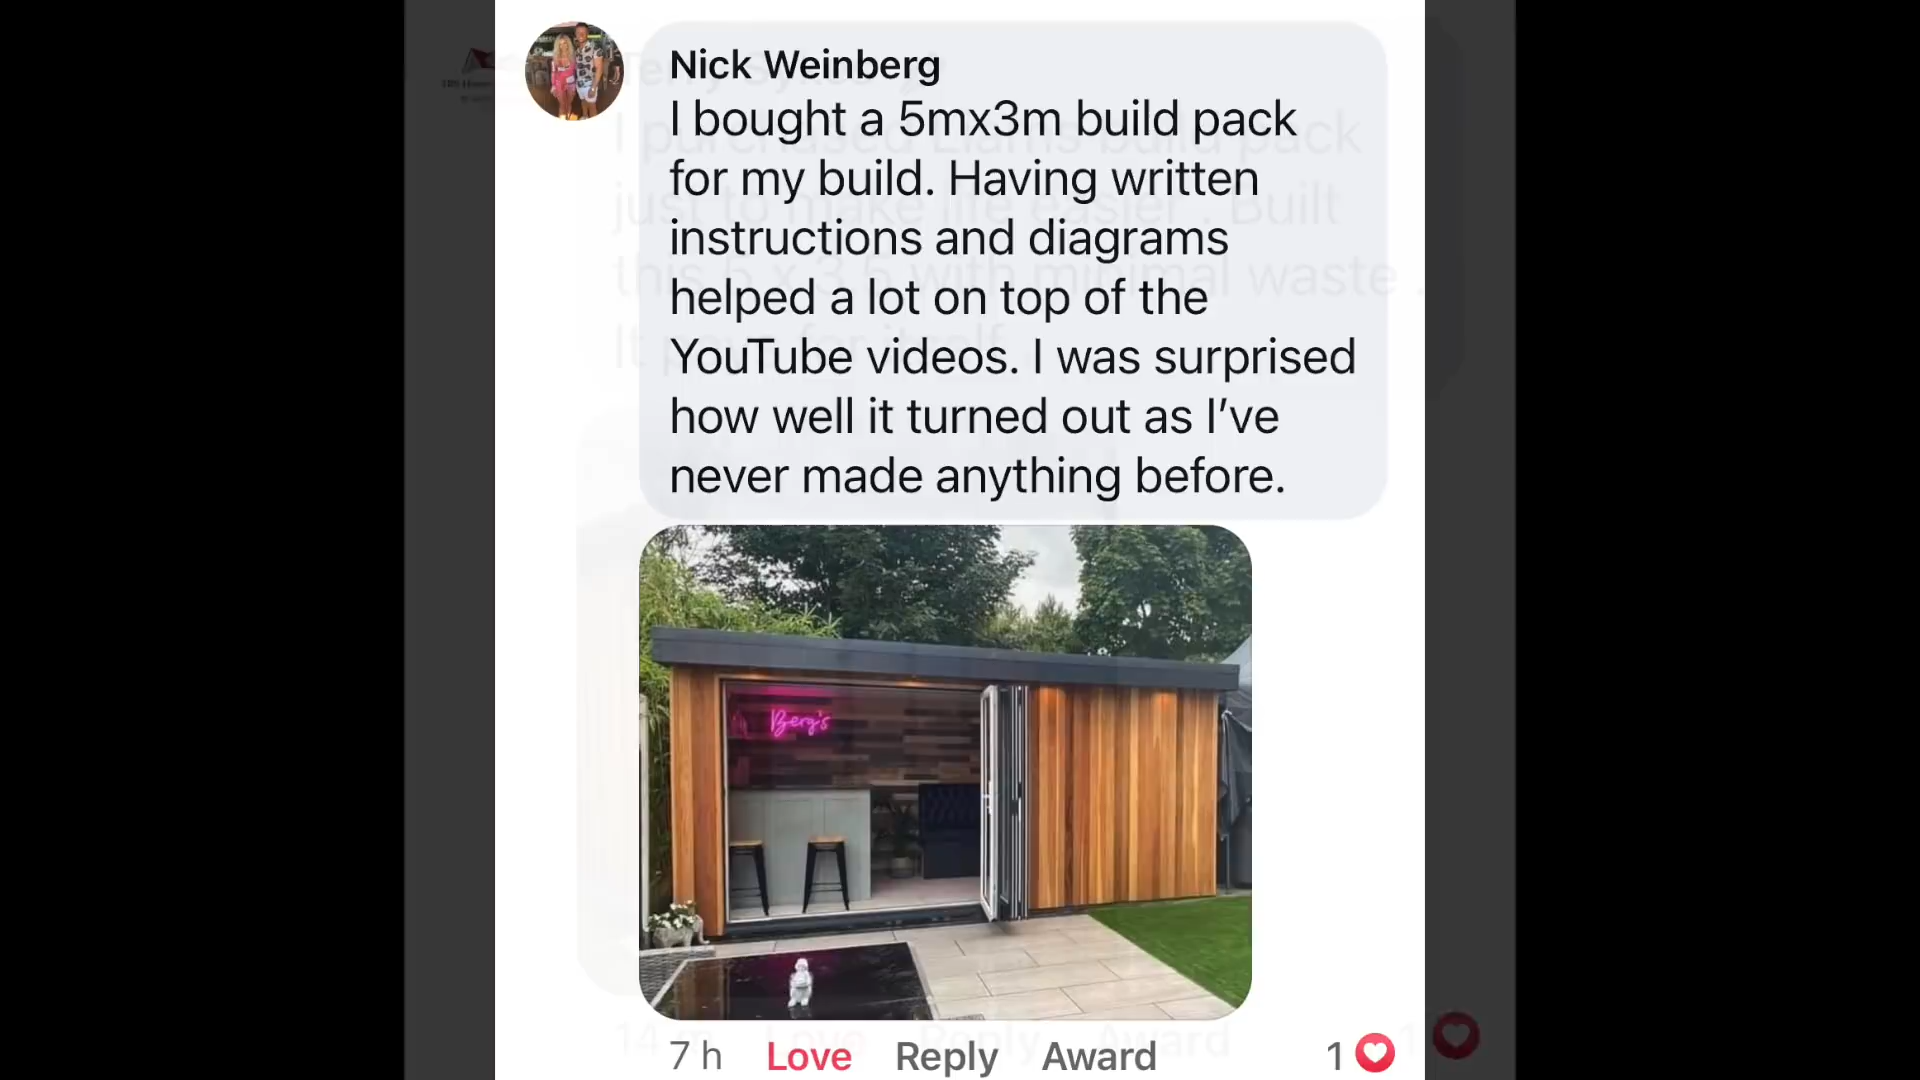 Nick Weinberg
I bought a 5mx3m build pack
for my build. Having written
instructions and diagrams
helped a lot on top of the
YouTube videos. I was surprised
how well it turned out as I’ve
never made anything before.
Berg's
7 h Love Reply Award 1